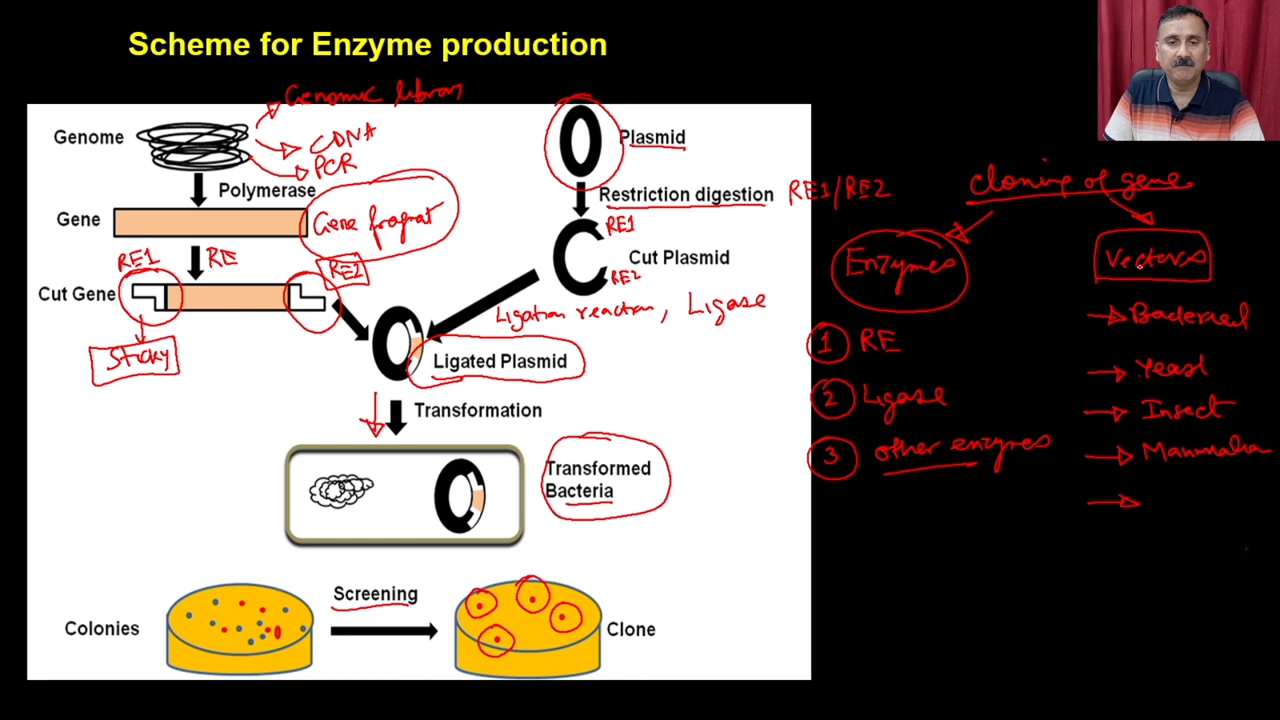 Scheme for Enzyme production
Genomic library
Genome
CDNA
PCR
Polymerase
Gene
Gene fragmt
RE1
RE
RE2
Cut Gene
Sticky
Plasmid
Restriction digestion RE1/RE2
RE1
Cut Plasmid
RE2
Ligation reaction, Ligase
Ligated Plasmid
Transformation
Transformed
Bacteria
Screening
Colonies
Clone
cloning of gene
Enzymes
1 RE
2 Ligase
3 other enzymes
Vectors
Bacterial
Yeast
Insect
Mammalian